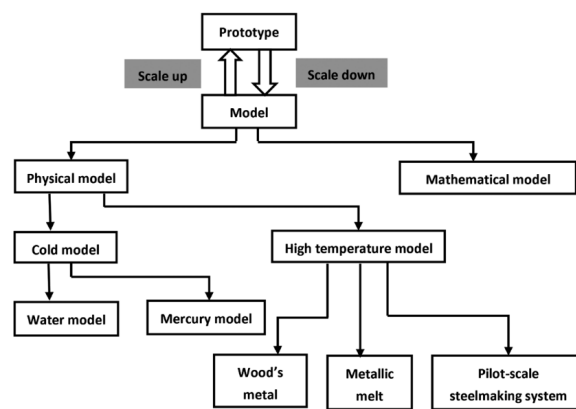 Prototype
Scale up
Scale down
Model
Physical model
Mathematical model
Cold model
High temperature model
Water model
Mercury model
Wood's
metal
Metallic
melt
Pilot-scale
steelmaking system